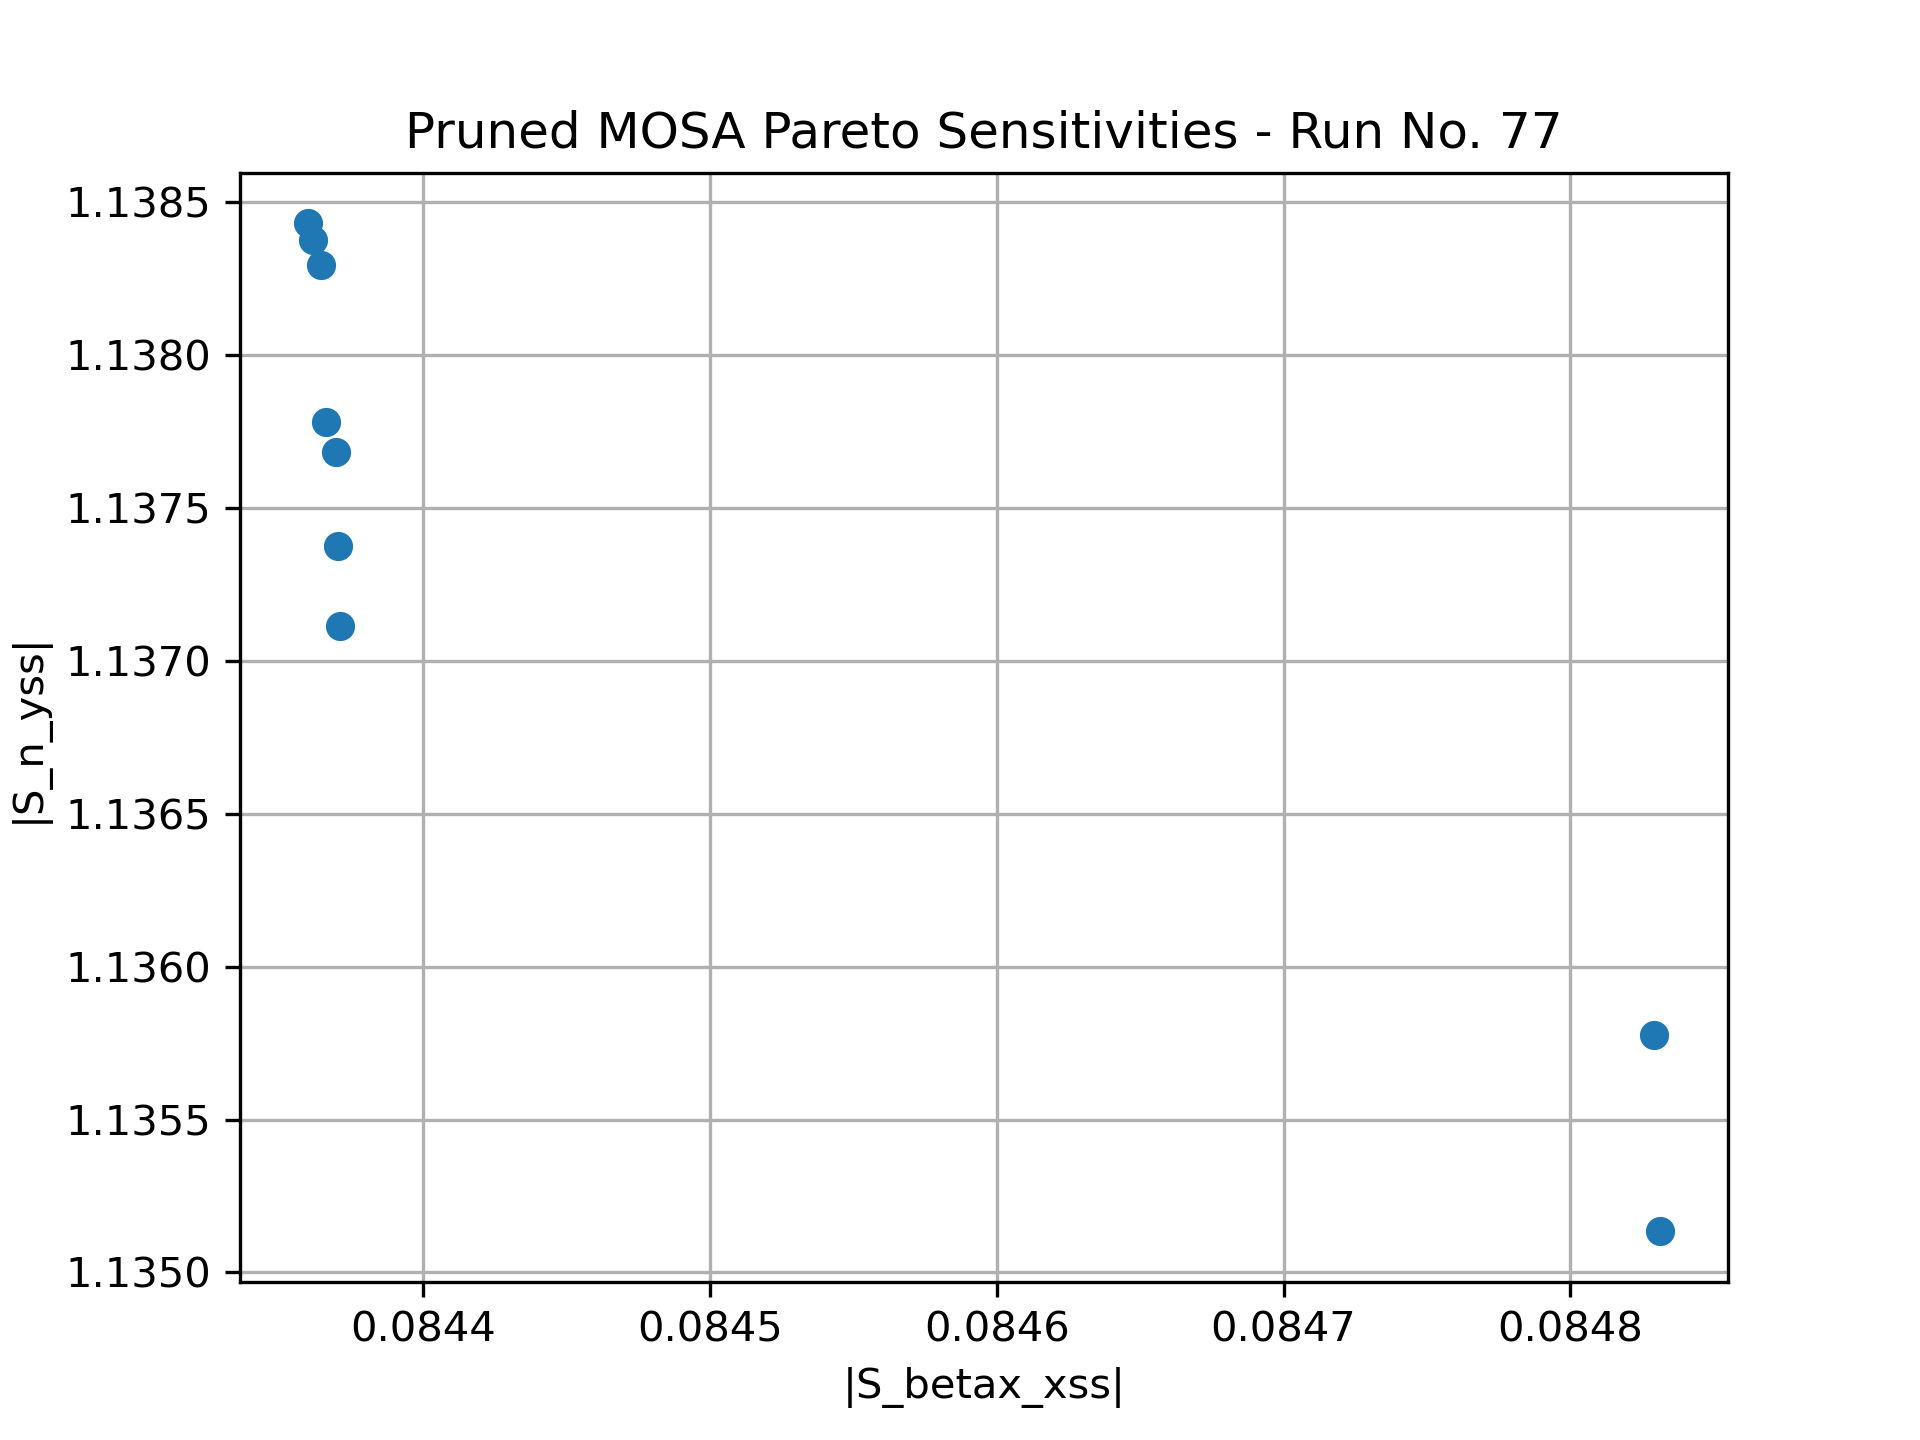 Pruned MOSA Pareto Sensitivities - Run No. 77
1.1385
1.1380
1.1375
1.1370
1.1365
1.1360
1.1355
1.1350
|S_n_yss|
0.0844 0.0845 0.0846 0.0847 0.0848
|S_betax_xss|